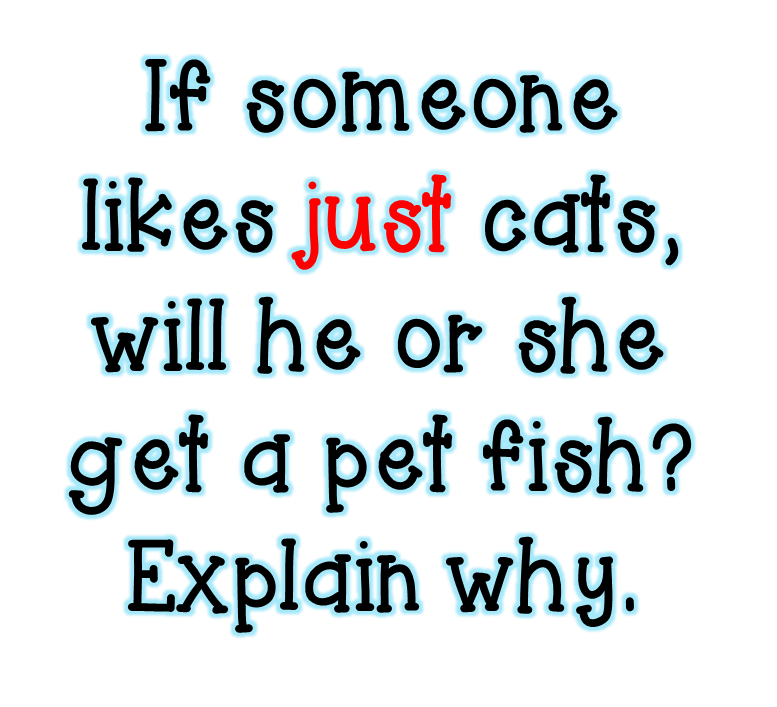 If someone
likes just cats,
will he or she
get a pet fish?
Explain why.